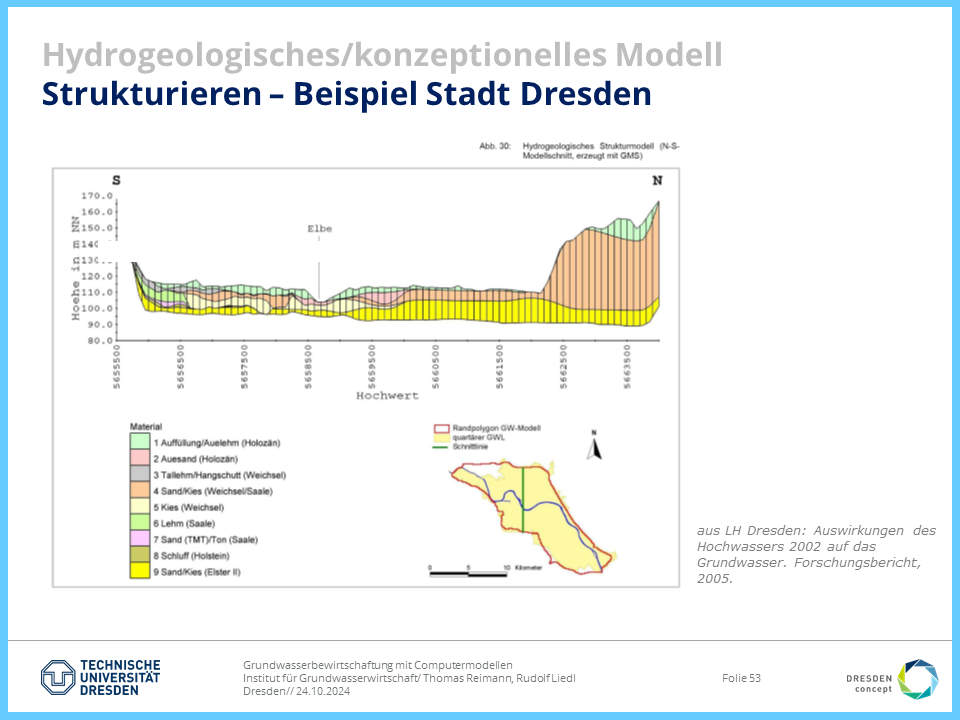 Hydrogeologisches/konzeptionelles Modell
Strukturieren – Beispiel Stadt Dresden
Abb. 30: Hydrogeologisches Strukturmodell (N-S-
Modellschnitt, erzeugt mit GMS)
S
N
170.0
160.0
150.0
120.0
110.0
100.0
90.0
80.0
Hoehe in m NN
Elbe
5655500
5656500
5657500
5658500
5659500
5660500
5661500
5662500
5663500
Hochwert
Material
1 Auffüllung/Auelehm (Holozän)
2 Auesand (Holozän)
3 Tallehm/Hangschutt (Weichsel)
4 Sand/Kies (Weichsel/Saale)
5 Kies (Weichsel)
6 Lehm (Saale)
7 Sand (TMT)/Ton (Saale)
8 Schluff (Holstein)
9 Sand/Kies (Elster II)
Randpolygon GW-Modell
quartärer GWL
Schnittlinie
N
0 5 10 Kilometer
aus LH Dresden: Auswirkungen des
Hochwassers 2002 auf das
Grundwasser. Forschungsbericht,
2005.
TECHNISCHE
UNIVERSITÄT
DRESDEN
Grundwasserbewirtschaftung mit Computermodellen
Institut für Grundwasserwirtschaft/ Thomas Reimann, Rudolf Liedl
Dresden// 24.10.2024
Folie 53
DRESDEN
concept